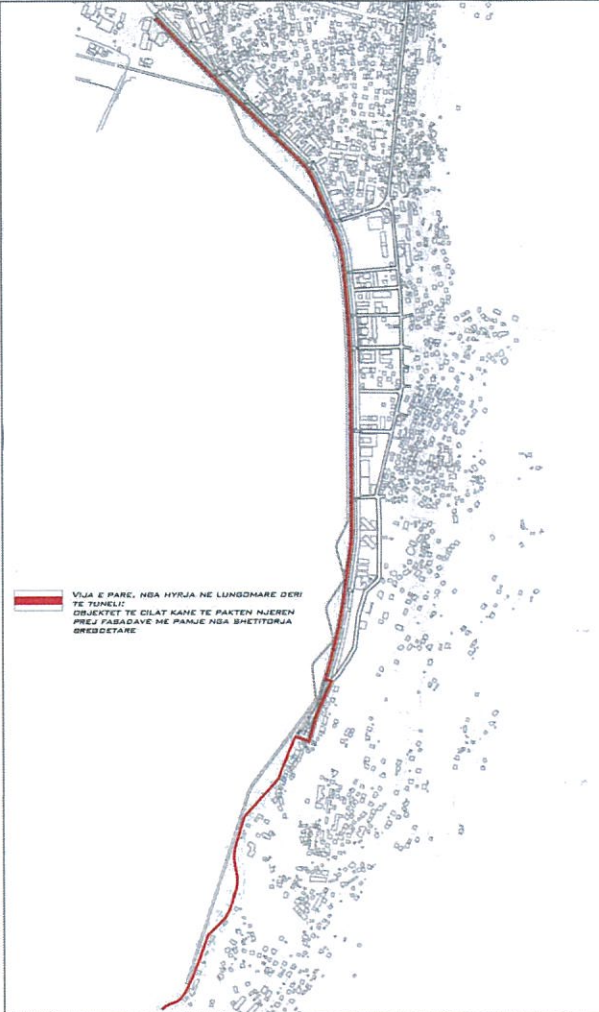 VIJA E PARE, NGA HYRJA NE LUNGOMARE DERI
TE TUNELI:
OBJEKTET TE CILAT KANE TE PAKTEN NJEREN
PREJ FASADAVE ME PAMJE NGA SHETITORJA
BREGDETARE